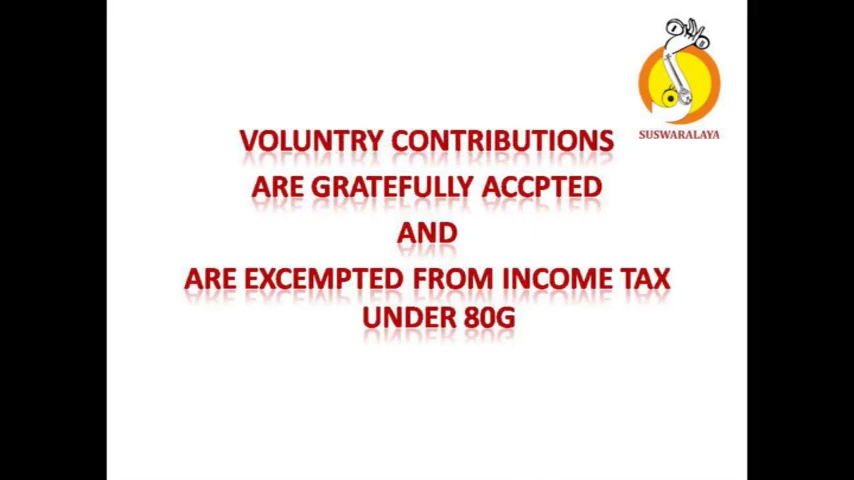 SUSWARALAYA
VOLUNTRY CONTRIBUTIONS
ARE GRATEFULLY ACCPTED
AND
ARE EXCEMPTED FROM INCOME TAX
UNDER 80G